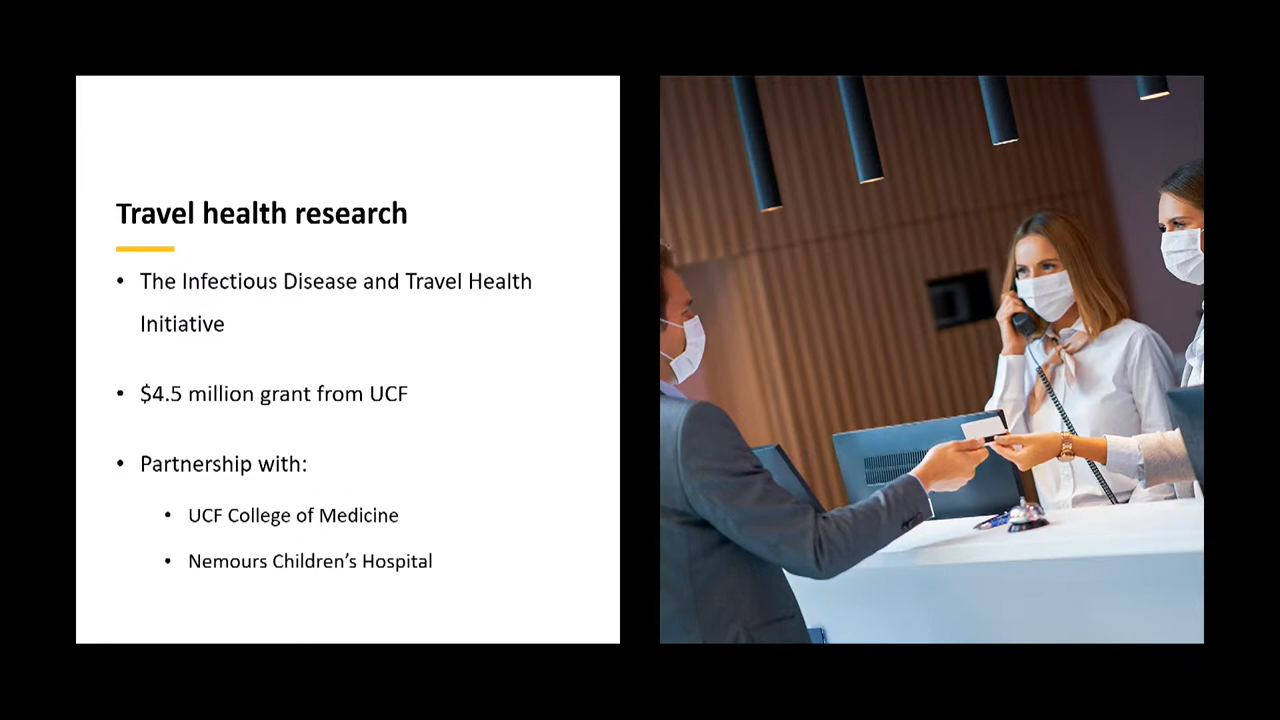 Travel health research
• The Infectious Disease and Travel Health
Initiative
• $4.5 million grant from UCF
• Partnership with:
• UCF College of Medicine
• Nemours Children’s Hospital